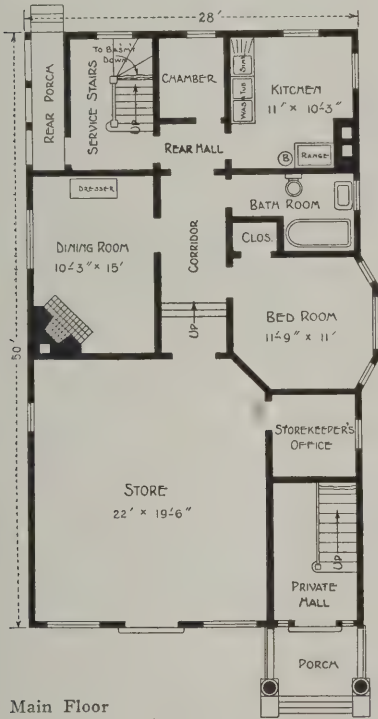 28'
50'
REAR PORCH
SERVICE STAIRS
To BASM'T
Down
UP
CHAMBER
SINK
WASH TUB
KITCHEN
11" × 10'-3"
B
RANGE
REAR HALL
DRESSER
DINING ROOM
10'-3" × 15'
CORRIDOR
UP
BATH ROOM
CLOS.
BED ROOM
11'-9" × 11'
STOREKEEPER'S
OFFICE
STORE
22' × 19'-6"
UP
PRIVATE
HALL
PORCH
Main Floor